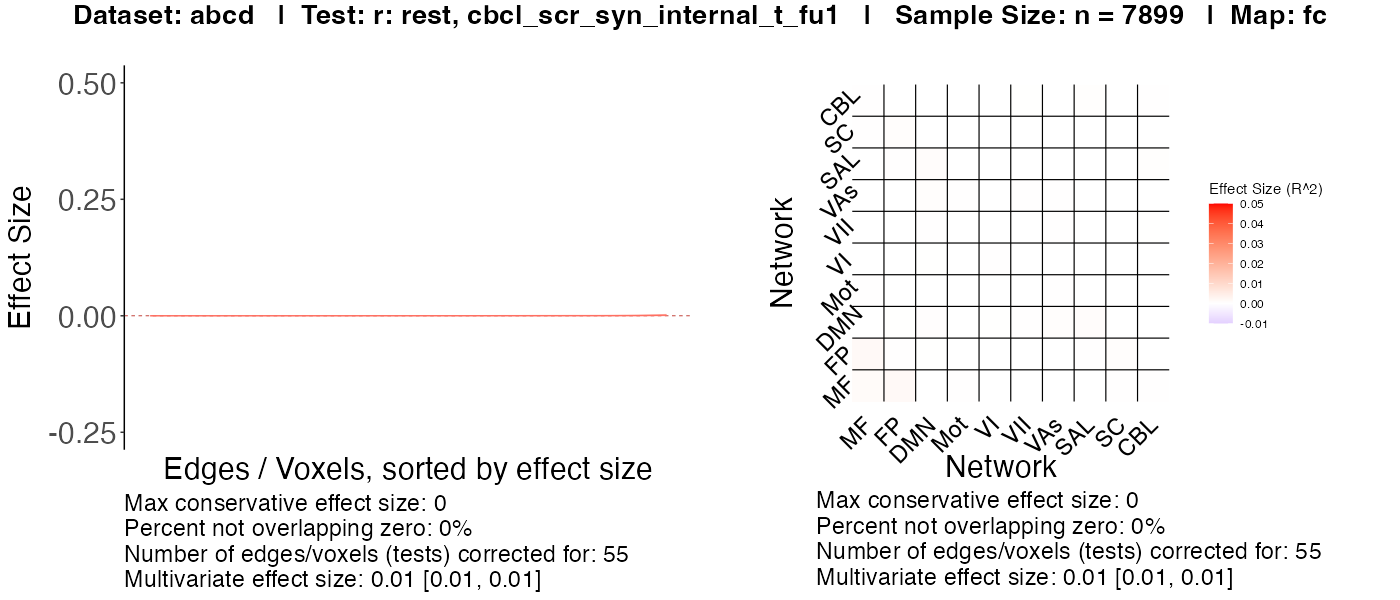 Dataset: abcd | Test: r: rest, cbcl_scr_syn_internal_t_fu1 | Sample Size: n = 7899 | Map: fc
0.50
0.25
0.00
-0.25
Effect Size
Edges / Voxels, sorted by effect size
Max conservative effect size: 0
Percent not overlapping zero: 0%
Number of edges/voxels (tests) corrected for: 55
Multivariate effect size: 0.01 [0.01, 0.01]
Network
CBL
SC
SAL
VAs
VII
VI
Mot
DMN
FP
MF
MF FP DMN Mot VI VII VAs SAL SC CBL
Network
Effect Size (R^2)
0.05
0.04
0.03
0.02
0.01
0.00
-0.01
Max conservative effect size: 0
Percent not overlapping zero: 0%
Number of edges/voxels (tests) corrected for: 55
Multivariate effect size: 0.01 [0.01, 0.01]